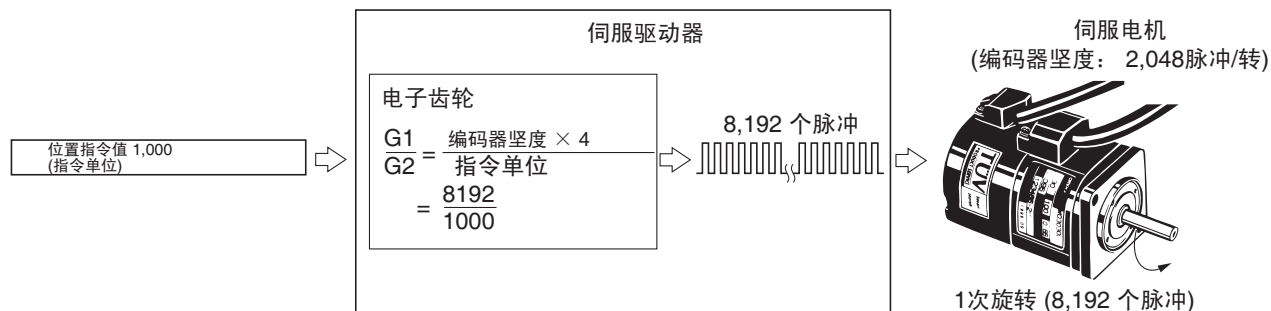 伺服驱动器
伺服电机
(编码器坚度： 2,048脉冲/转)
电子齿轮
G1
G2
=
编码器坚度 × 4
指令单位
= 8192
1000
8,192 个脉冲
位置指令值 1,000
(指令单位)
TÜV
1次旋转 (8,192 个脉冲)